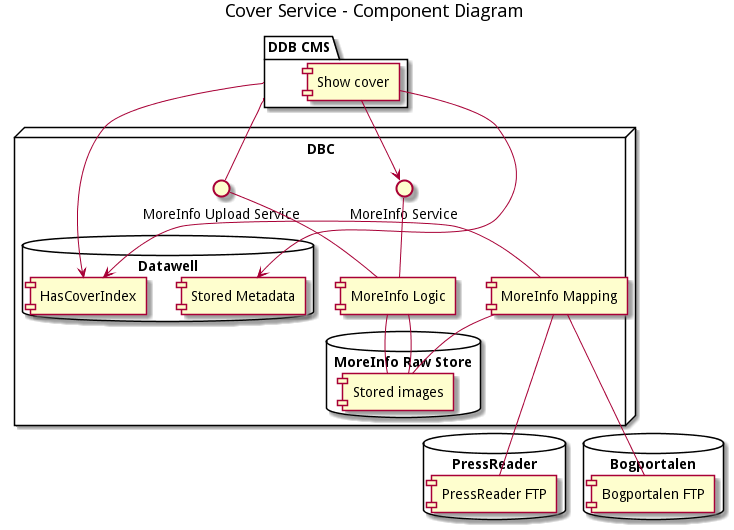 Cover Service - Component Diagram
DDB CMS
Show cover
DBC
MoreInfo Upload Service
MoreInfo Service
Datawell
HasCoverIndex
Stored Metadata
MoreInfo Logic
MoreInfo Mapping
MoreInfo Raw Store
Stored images
PressReader
Bogportalen
PressReader FTP
Bogportalen FTP